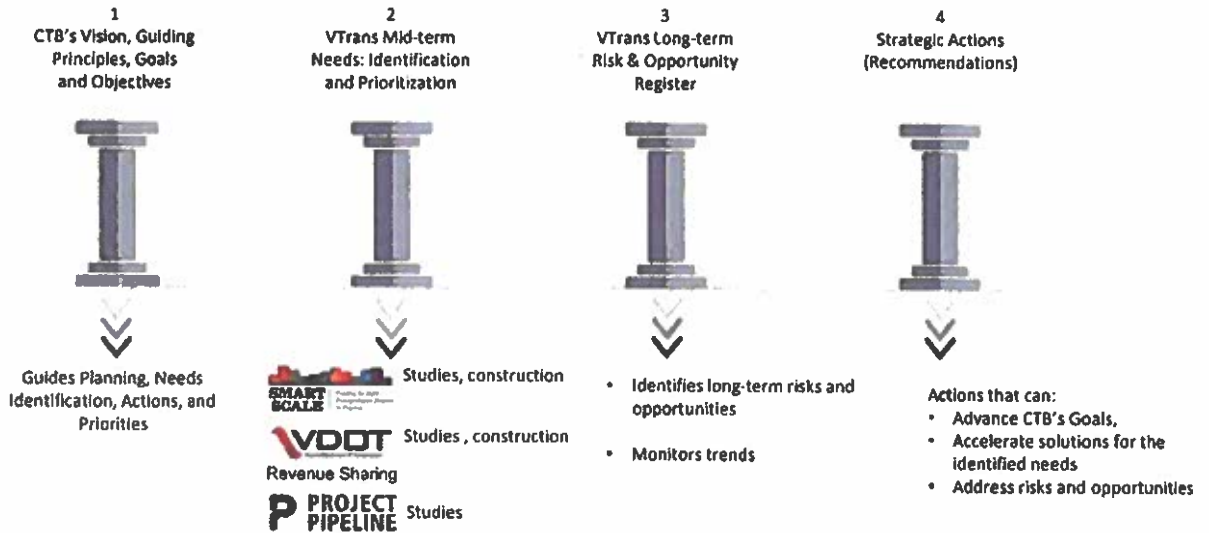 1
CTB's Vision, Guiding
Principles, Goals
and Objectives
2
VTrans Mid-term
Needs: Identification
and Prioritization
3
VTrans Long-term
Risk & Opportunity
Register
4
Strategic Actions
(Recommendations)
Guides Planning, Needs
Identification, Actions, and
Priorities
SMART
SCALE
Studies, construction
VDOT
Studies , construction
Revenue Sharing
PROJECT
PIPELINE
Studies
• Identifies long-term risks and
opportunities
• Monitors trends
Actions that can:
• Advance CTB's Goals,
• Accelerate solutions for the
identified needs
• Address risks and opportunities